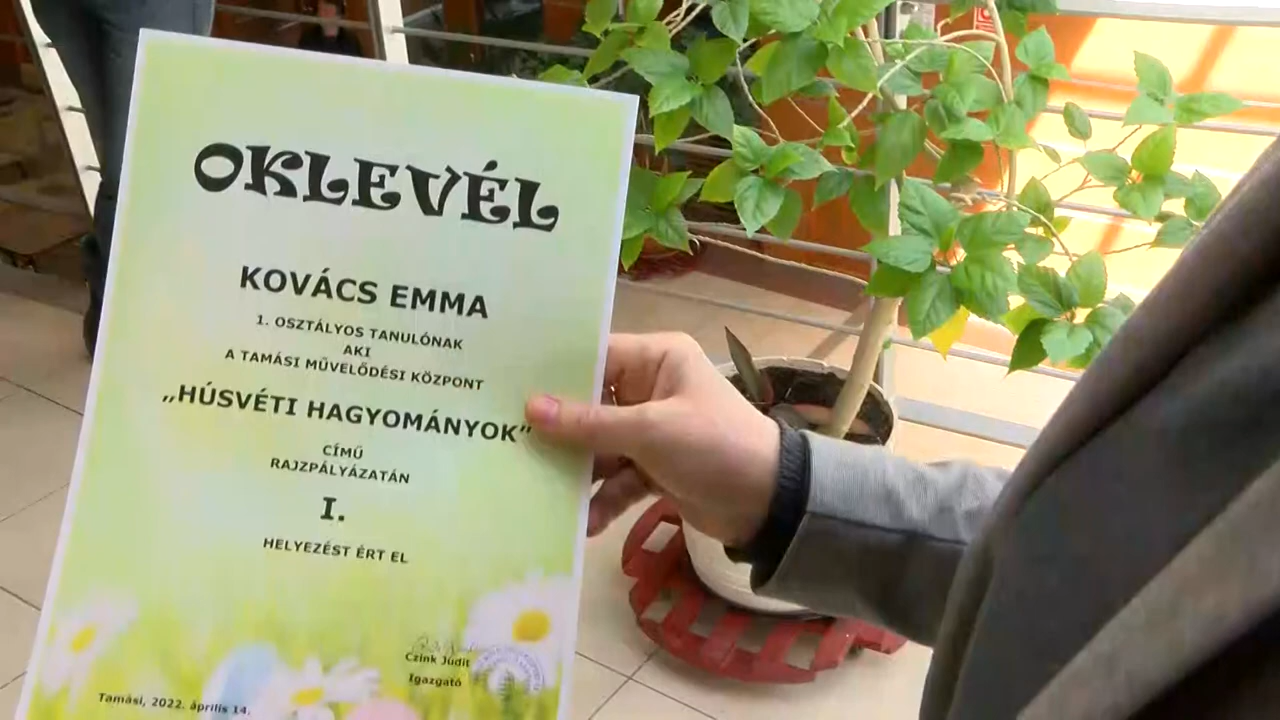 OKLEVÉL
KOVÁCS EMMA
1. OSZTÁLYOS TANULÓNAK
AKI
A TAMÁSI MŰVELŐDÉSI KÖZPONT
„HÚSVÉTI HAGYOMÁNYOK”
CÍMŰ
RAJZPÁLYÁZATÁN
I.
HELYEZÉST ÉRT EL
Czink Judit
Igazgató
Tamási, 2022. április 14.